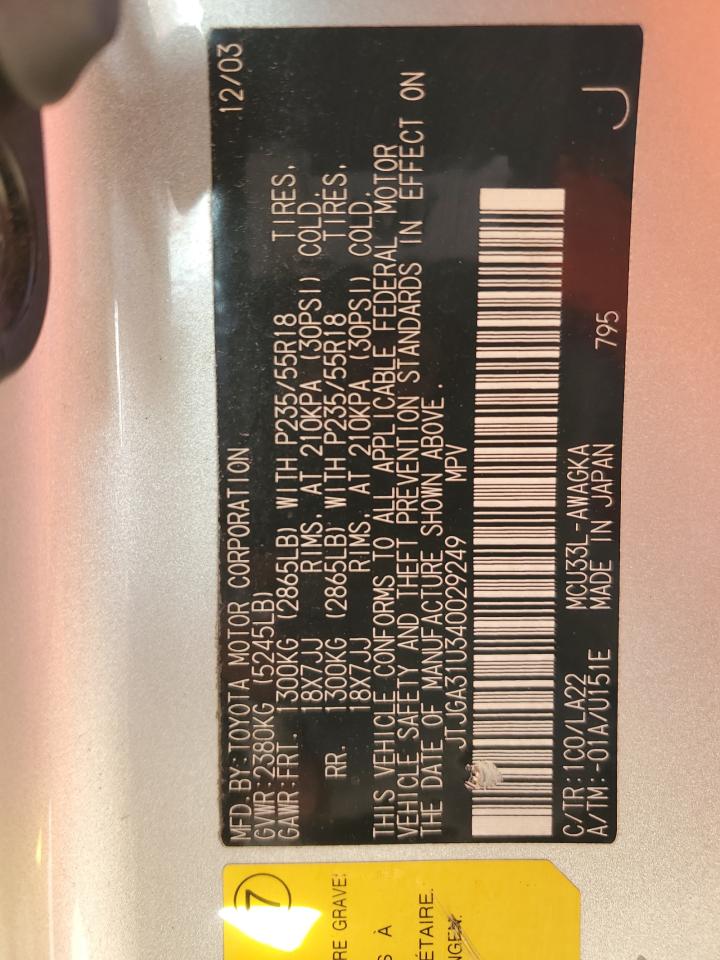 MFD.BY:TOYOTA MOTOR CORPORATION 12/03
GVWR:2380KG (5245LB)
GAWR:FRT. 1300KG (2865LB) WITH P235/55R18 TIRES,
18X7JJ RIMS, AT 210KPA (30PSI) COLD.
RR. 1300KG (2865LB) WITH P235/55R18 TIRES,
18X7JJ RIMS, AT 210KPA (30PSI) COLD.
THIS VEHICLE CONFORMS TO ALL APPLICABLE FEDERAL MOTOR
VEHICLE SAFETY AND THEFT PREVENTION STANDARDS IN EFFECT ON
THE DATE OF MANUFACTURE SHOWN ABOVE.
JTJGA31U340029249 MPV
C/TR:1C0/LA22 MCU33L-AWAGKA
A/TM:-01A/U151E MADE IN JAPAN 795 J
7
RE GRAVE
S À
ÉTAIRE.